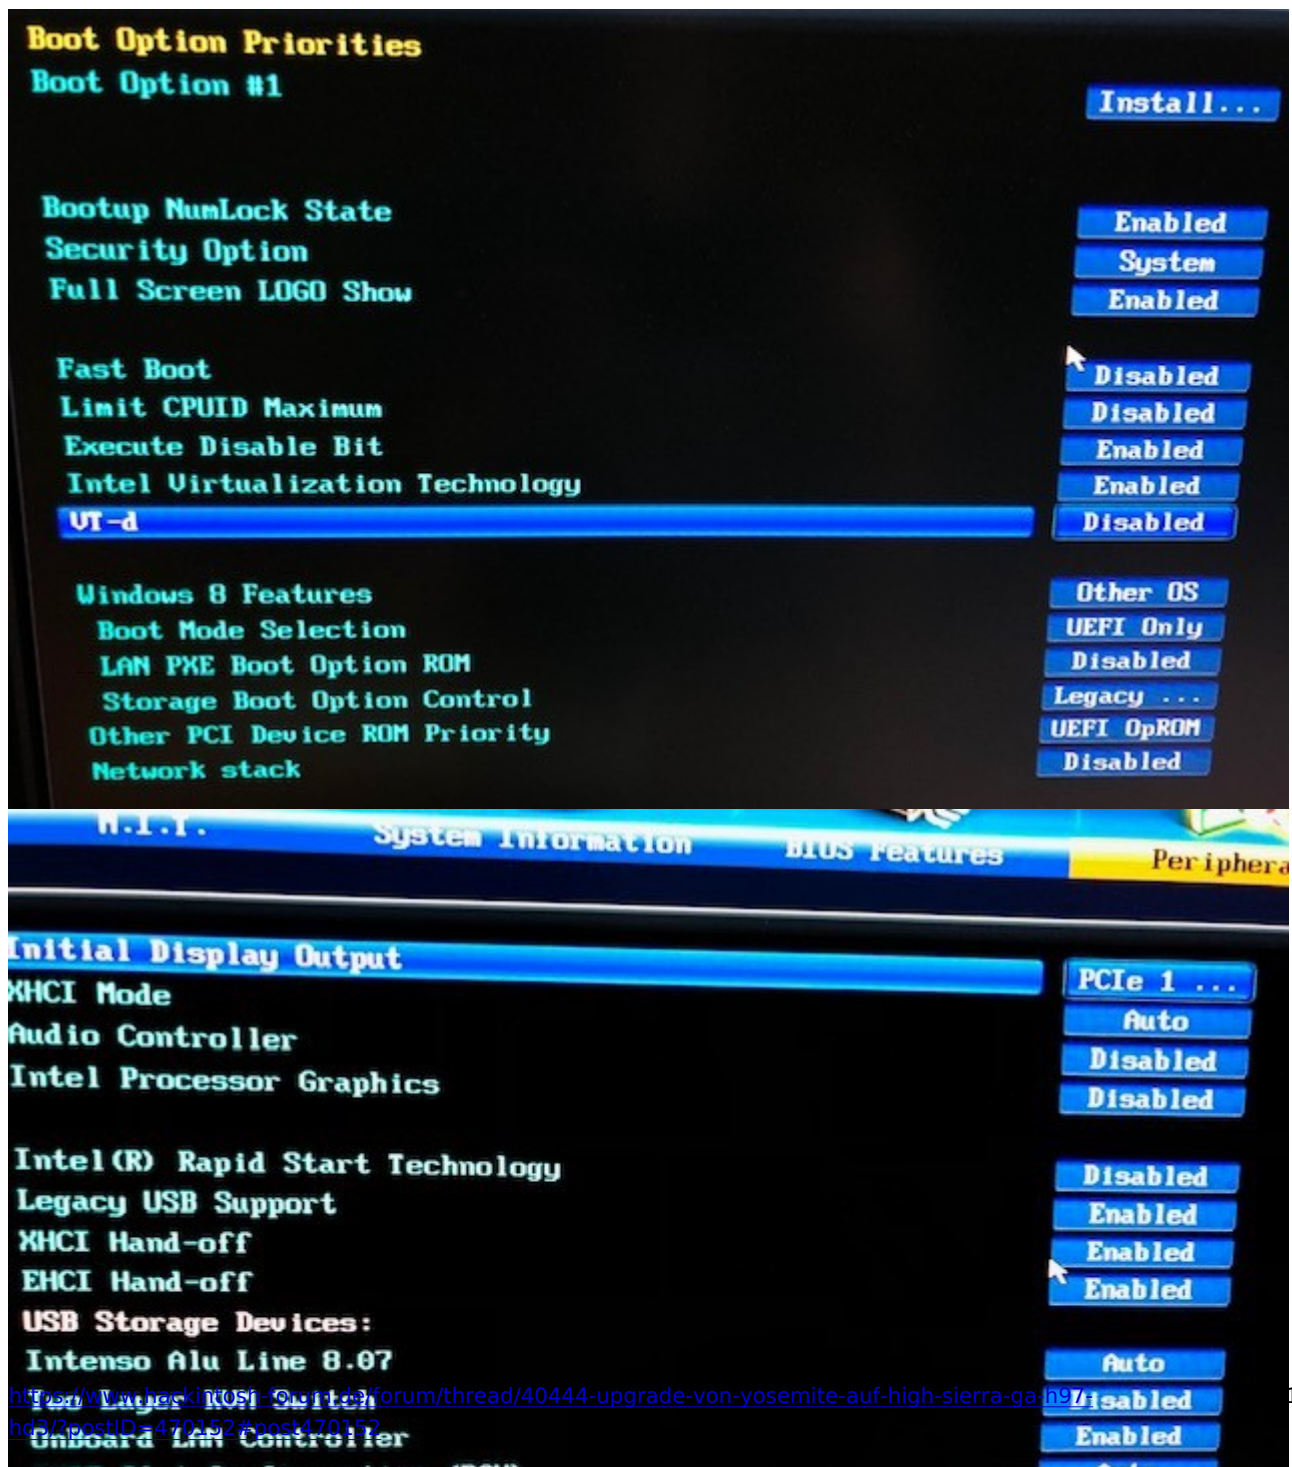 Boot Option Priorities
Boot Option #1 Install...
Bootup NumLock State Enabled
Security Option System
Full Screen LOGO Show Enabled
Fast Boot Disabled
Limit CPUID Maximum Disabled
Execute Disable Bit Enabled
Intel Virtualization Technology Enabled
VT-d Disabled
Windows 8 Features Other OS
Boot Mode Selection UEFI Only
LAN PXE Boot Option ROM Disabled
Storage Boot Option Control Legacy ...
Other PCI Device ROM Priority UEFI OpROM
Network stack Disabled
M.I.T. System Information BIOS Features Periphera
Initial Display Output PCIe 1 ...
XHCI Mode Auto
Audio Controller Disabled
Intel Processor Graphics Disabled
Intel(R) Rapid Start Technology Disabled
Legacy USB Support Enabled
XHCI Hand-off Enabled
EHCI Hand-off Enabled
USB Storage Devices:
Intenso Alu Line 8.07 Auto
https://www.hackintosh-forum.de/forum/thread/40444-upgrade-von-yosemite-auf-high-sierra-ga-h97-
isabled
hd3/?postID=470152#post470152
OnBoard LAN Controller Enabled